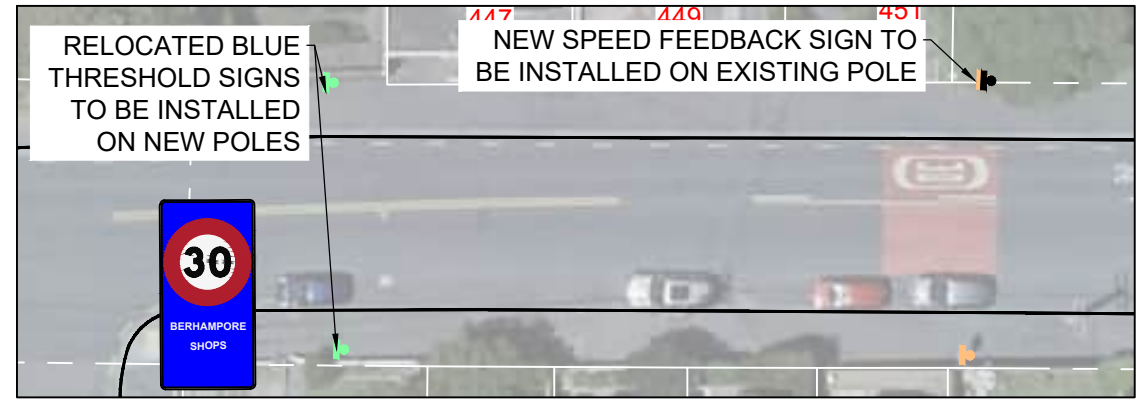 447 449 451
RELOCATED BLUE
THRESHOLD SIGNS
TO BE INSTALLED
ON NEW POLES
NEW SPEED FEEDBACK SIGN TO
BE INSTALLED ON EXISTING POLE
30
BERHAMPORE
SHOPS